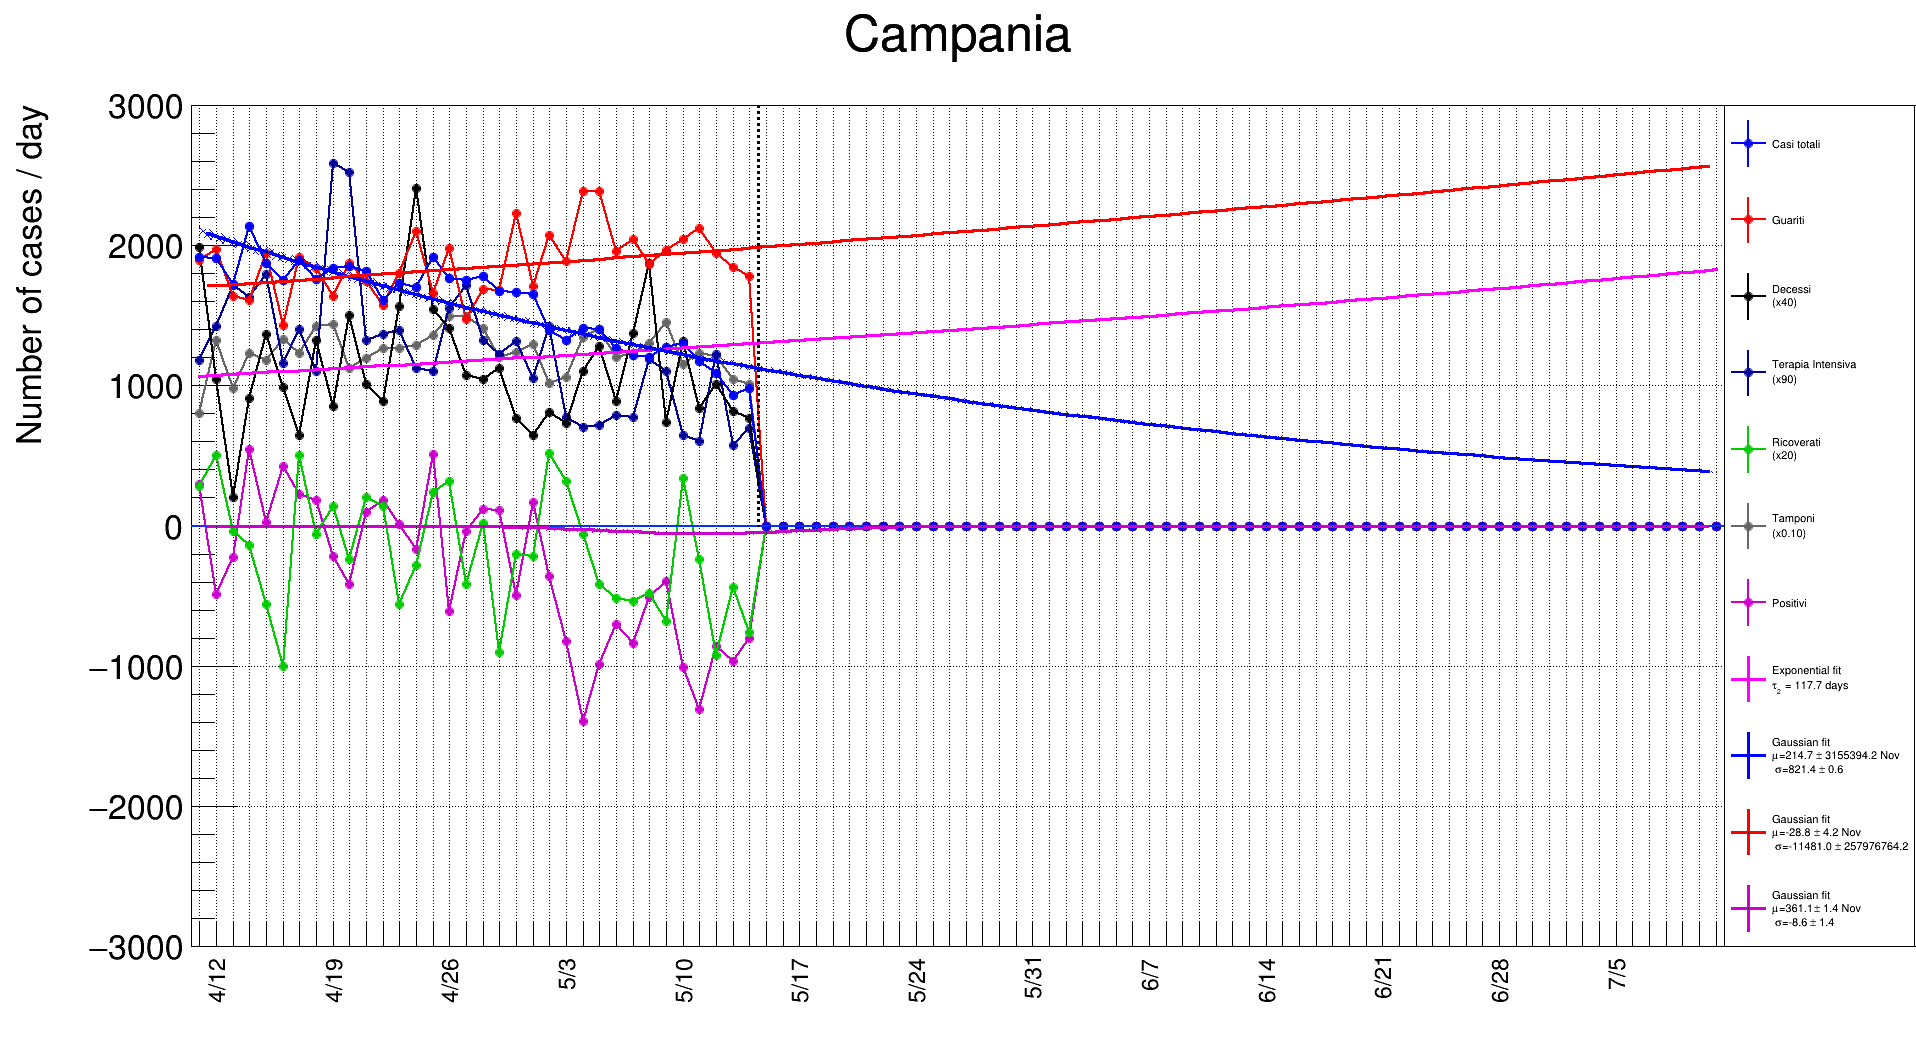 Campania
Number of cases / day
3000
2000
1000
0
−1000
−2000
−3000
4/12
4/19
4/26
5/3
5/10
5/17
5/24
5/31
6/7
6/14
6/21
6/28
7/5
Casi totali
Guariti
Decessi
(x40)
Terapia Intensiva
(x90)
Ricoverati
(x20)
Tamponi
(x0.10)
Positivi
Exponential fit
τ2 = 117.7 days
Gaussian fit
μ=214.7 ± 3155394.2 Nov
σ=821.4 ± 0.6
Gaussian fit
μ=-28.8 ± 4.2 Nov
σ=-11481.0 ± 257976764.2
Gaussian fit
μ=361.1 ± 1.4 Nov
σ=-8.6 ± 1.4